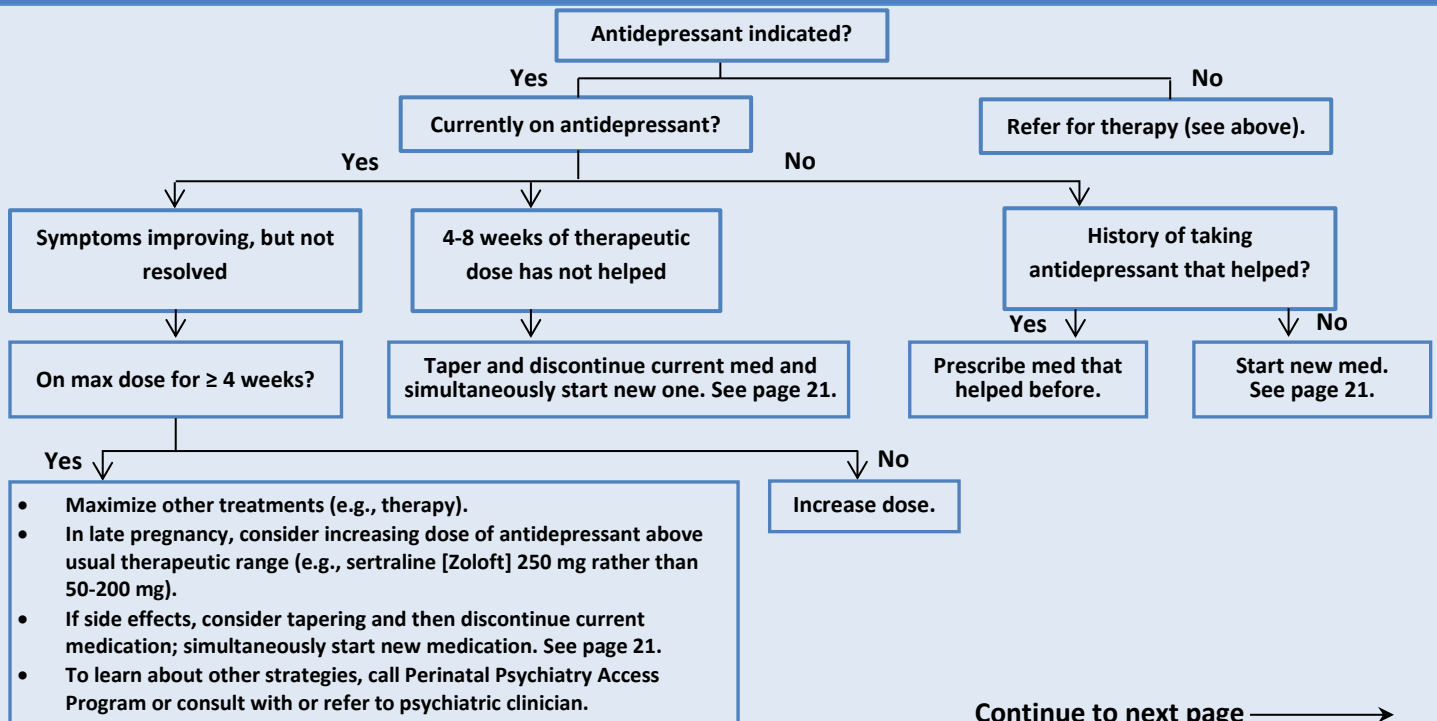 Antidepressant indicated?
Yes
No
Currently on antidepressant?
Refer for therapy (see above).
Yes
No
Symptoms improving, but not
resolved
4-8 weeks of therapeutic
dose has not helped
History of taking
antidepressant that helped?
Yes
No
On max dose for ≥ 4 weeks?
Taper and discontinue current med and
simultaneously start new one. See page 21.
Prescribe med that
helped before.
Start new med.
See page 21.
Yes
No
• Maximize other treatments (e.g., therapy).
• In late pregnancy, consider increasing dose of antidepressant above
usual therapeutic range (e.g., sertraline [Zoloft] 250 mg rather than
50-200 mg).
• If side effects, consider tapering and then discontinue current
medication; simultaneously start new medication. See page 21.
• To learn about other strategies, call Perinatal Psychiatry Access
Program or consult with or refer to psychiatric clinician.
Increase dose.
Continue to next page